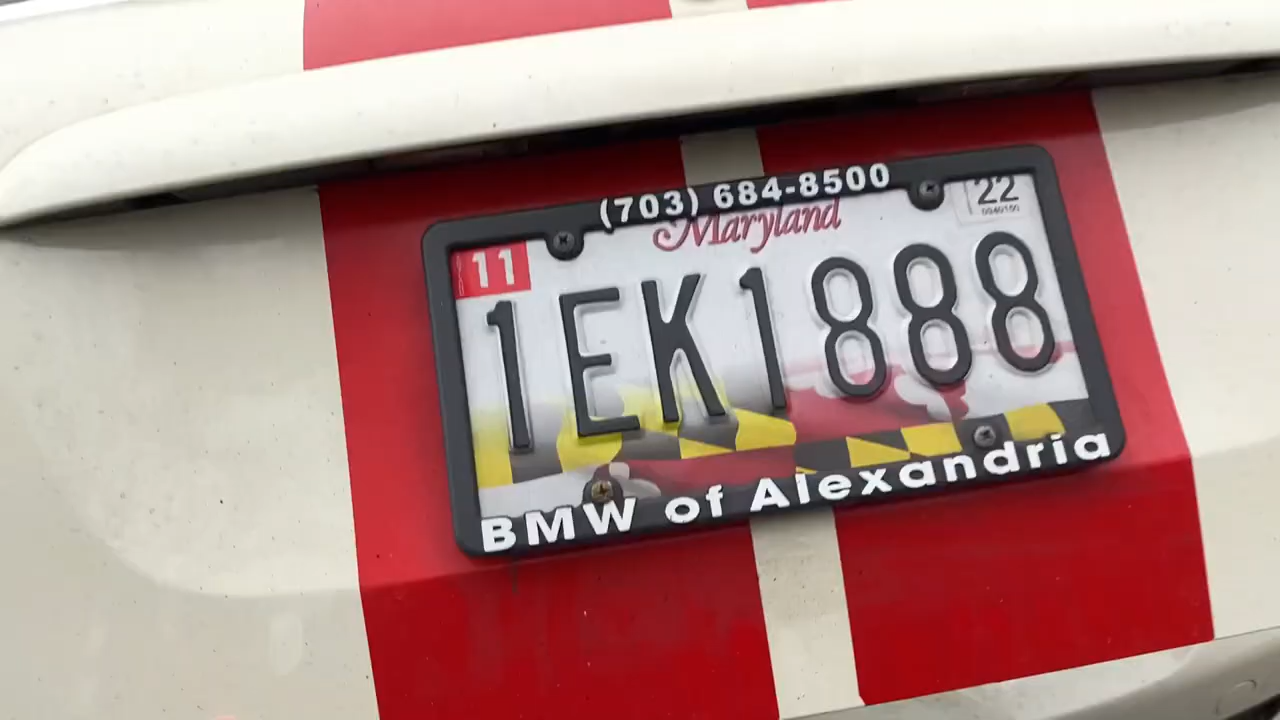 (703) 684-8500
Maryland
22
11
1EK1888
BMW of Alexandria